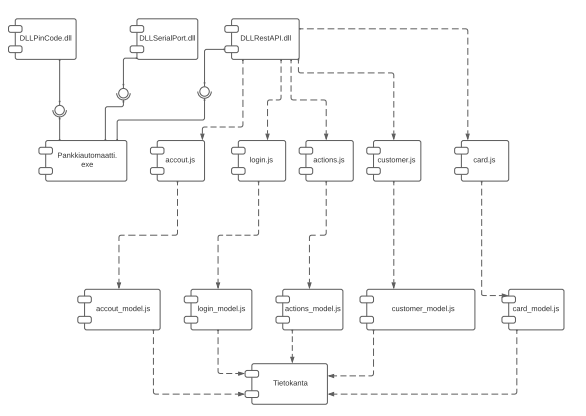 DLLPinCode.dll
DLLSerialPort.dll
DLLRestAPI.dll
Pankkiautomaatti.
exe
accout.js
login.js
actions.js
customer.js
card.js
accout_model.js
login_model.js
actions_model.js
customer_model.js
card_model.js
Tietokanta